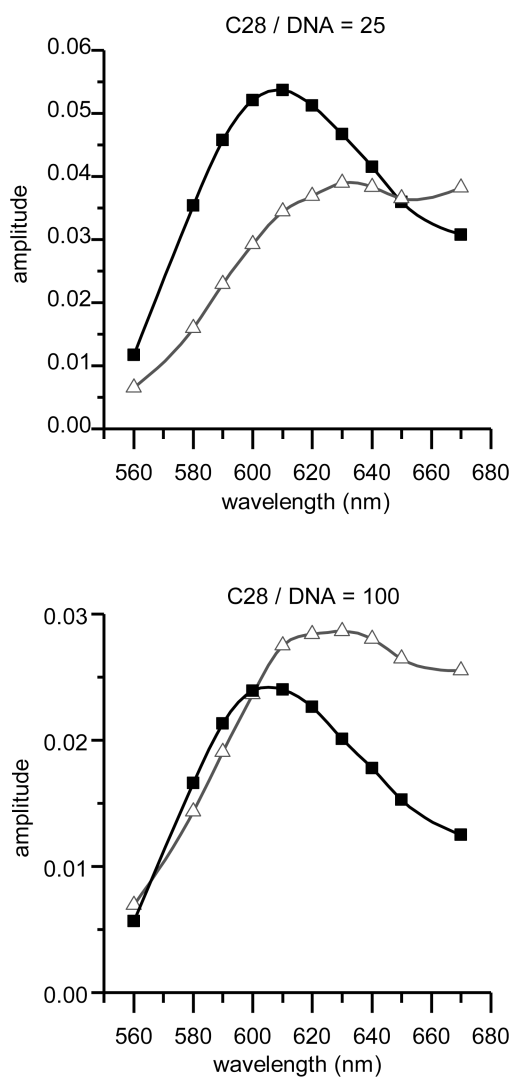 C28 / DNA = 25
0.06
0.05
0.04
0.03
0.02
0.01
0.00
amplitude
560 580 600 620 640 660 680
wavelength (nm)
C28 / DNA = 100
0.03
0.02
0.01
0.00
amplitude
560 580 600 620 640 660 680
wavelength (nm)